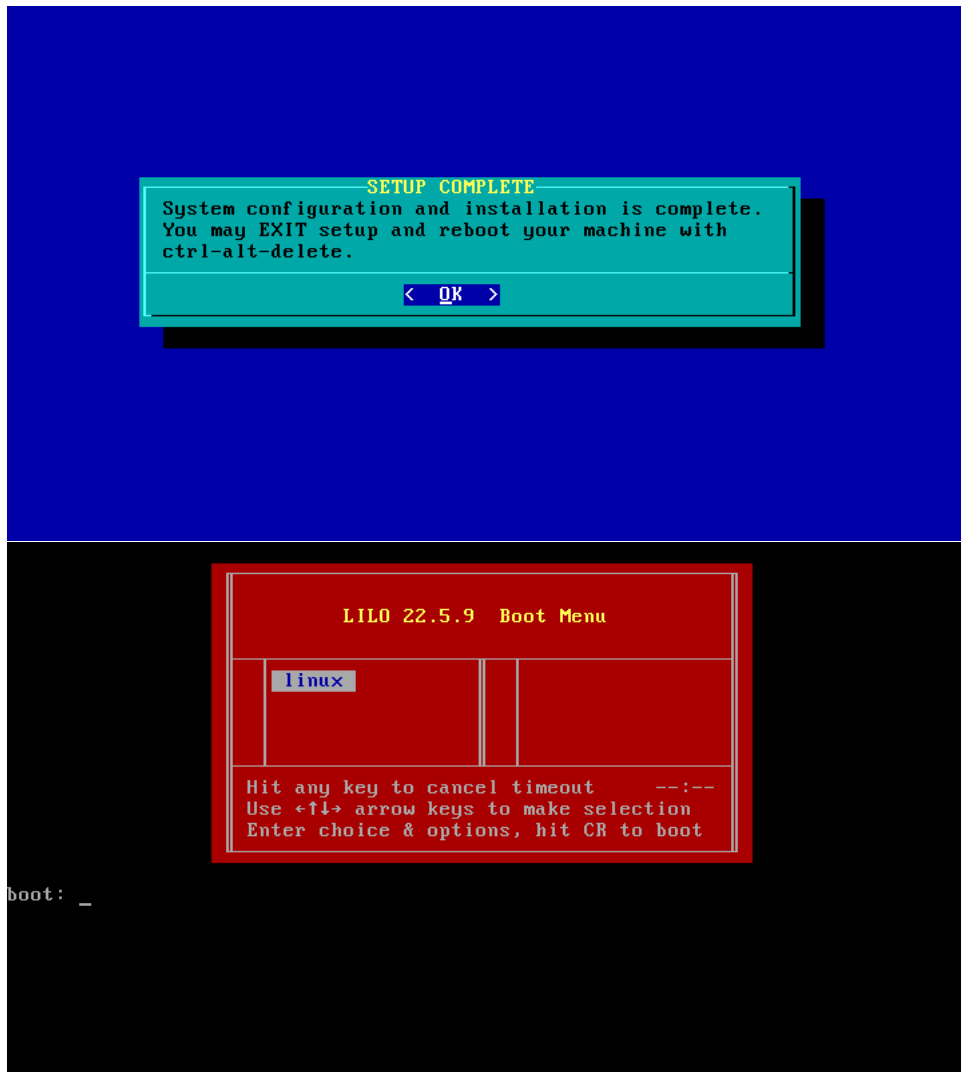 SETUP COMPLETE
System configuration and installation is complete.
You may EXIT setup and reboot your machine with
ctrl-alt-delete.
< OK >
LILO 22.5.9 Boot Menu
linux
Hit any key to cancel timeout --:--
Use ←↑↓→ arrow keys to make selection
Enter choice & options, hit CR to boot
boot: _